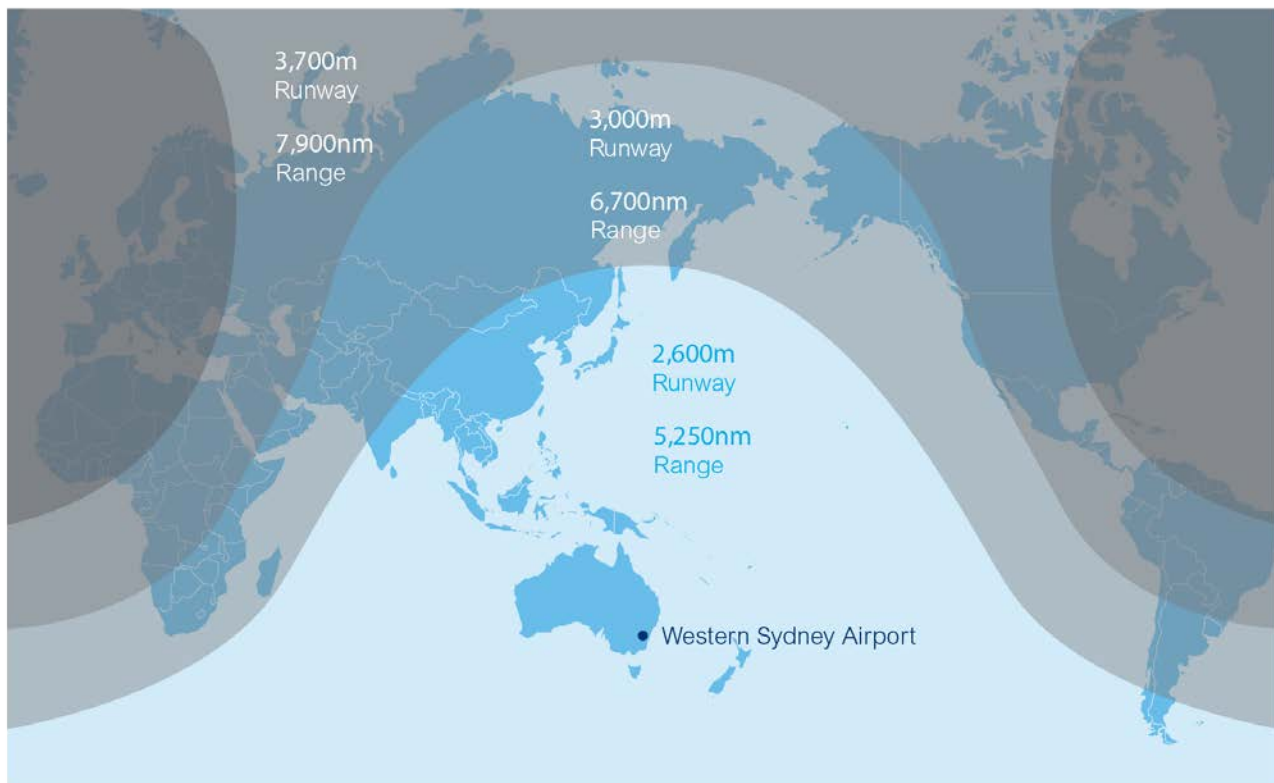 3,700m
Runway
7,900nm
Range
3,000m
Runway
6,700nm
Range
2,600m
Runway
5,250nm
Range
Western Sydney Airport